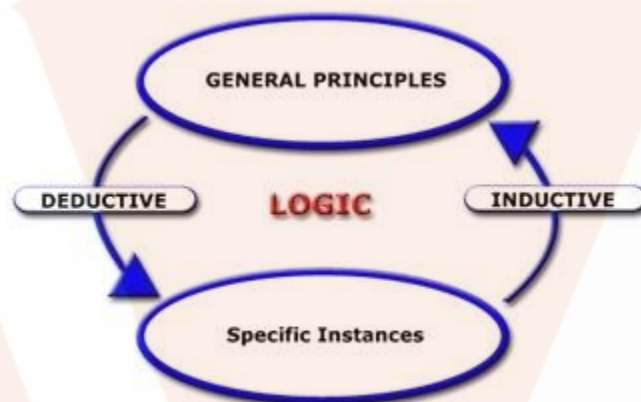 GENERAL PRINCIPLES
DEDUCTIVE
LOGIC
INDUCTIVE
Specific Instances